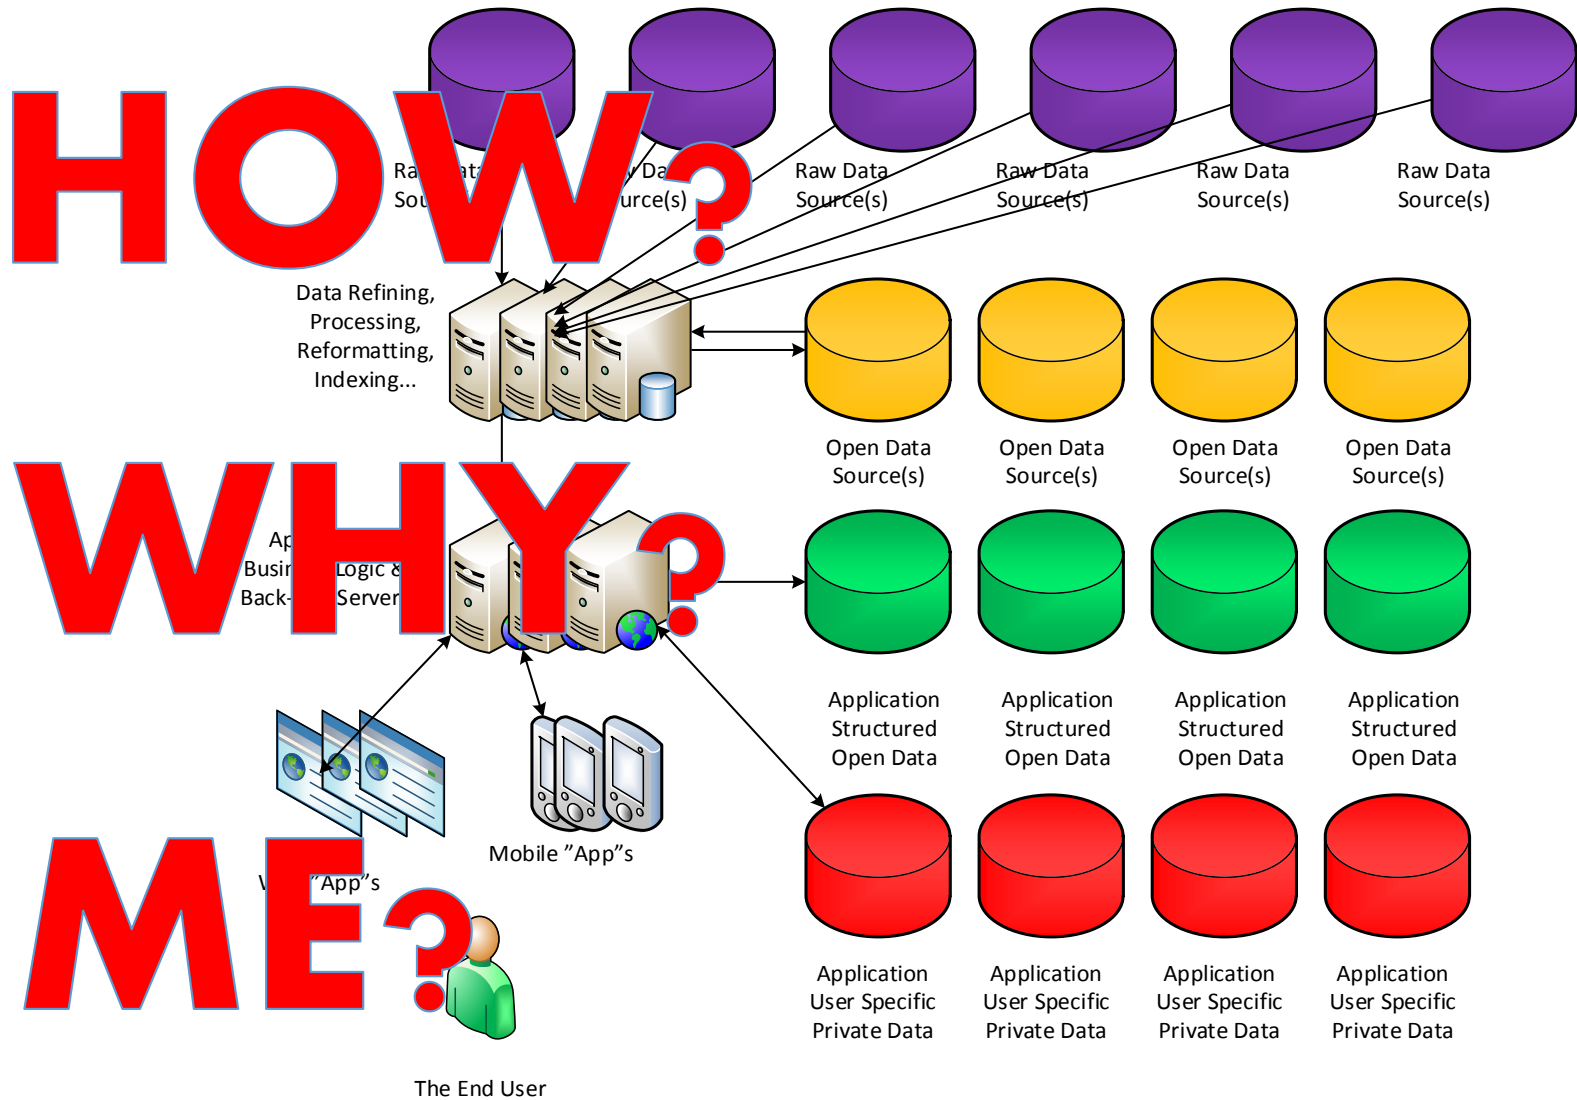 HOW?
Raw Data
Source(s)
Raw Data
Source(s)
Raw Data
Source(s)
Raw Data
Source(s)
Data Refining,
Processing,
Reformatting,
Indexing...
Open Data
Source(s)
Open Data
Source(s)
Open Data
Source(s)
Open Data
Source(s)
WHY?
Logic &
Server
Application
Structured
Open Data
Application
Structured
Open Data
Application
Structured
Open Data
Application
Structured
Open Data
Mobile ”App”s
”App”s
ME?
Application
User Specific
Private Data
Application
User Specific
Private Data
Application
User Specific
Private Data
Application
User Specific
Private Data
The End User